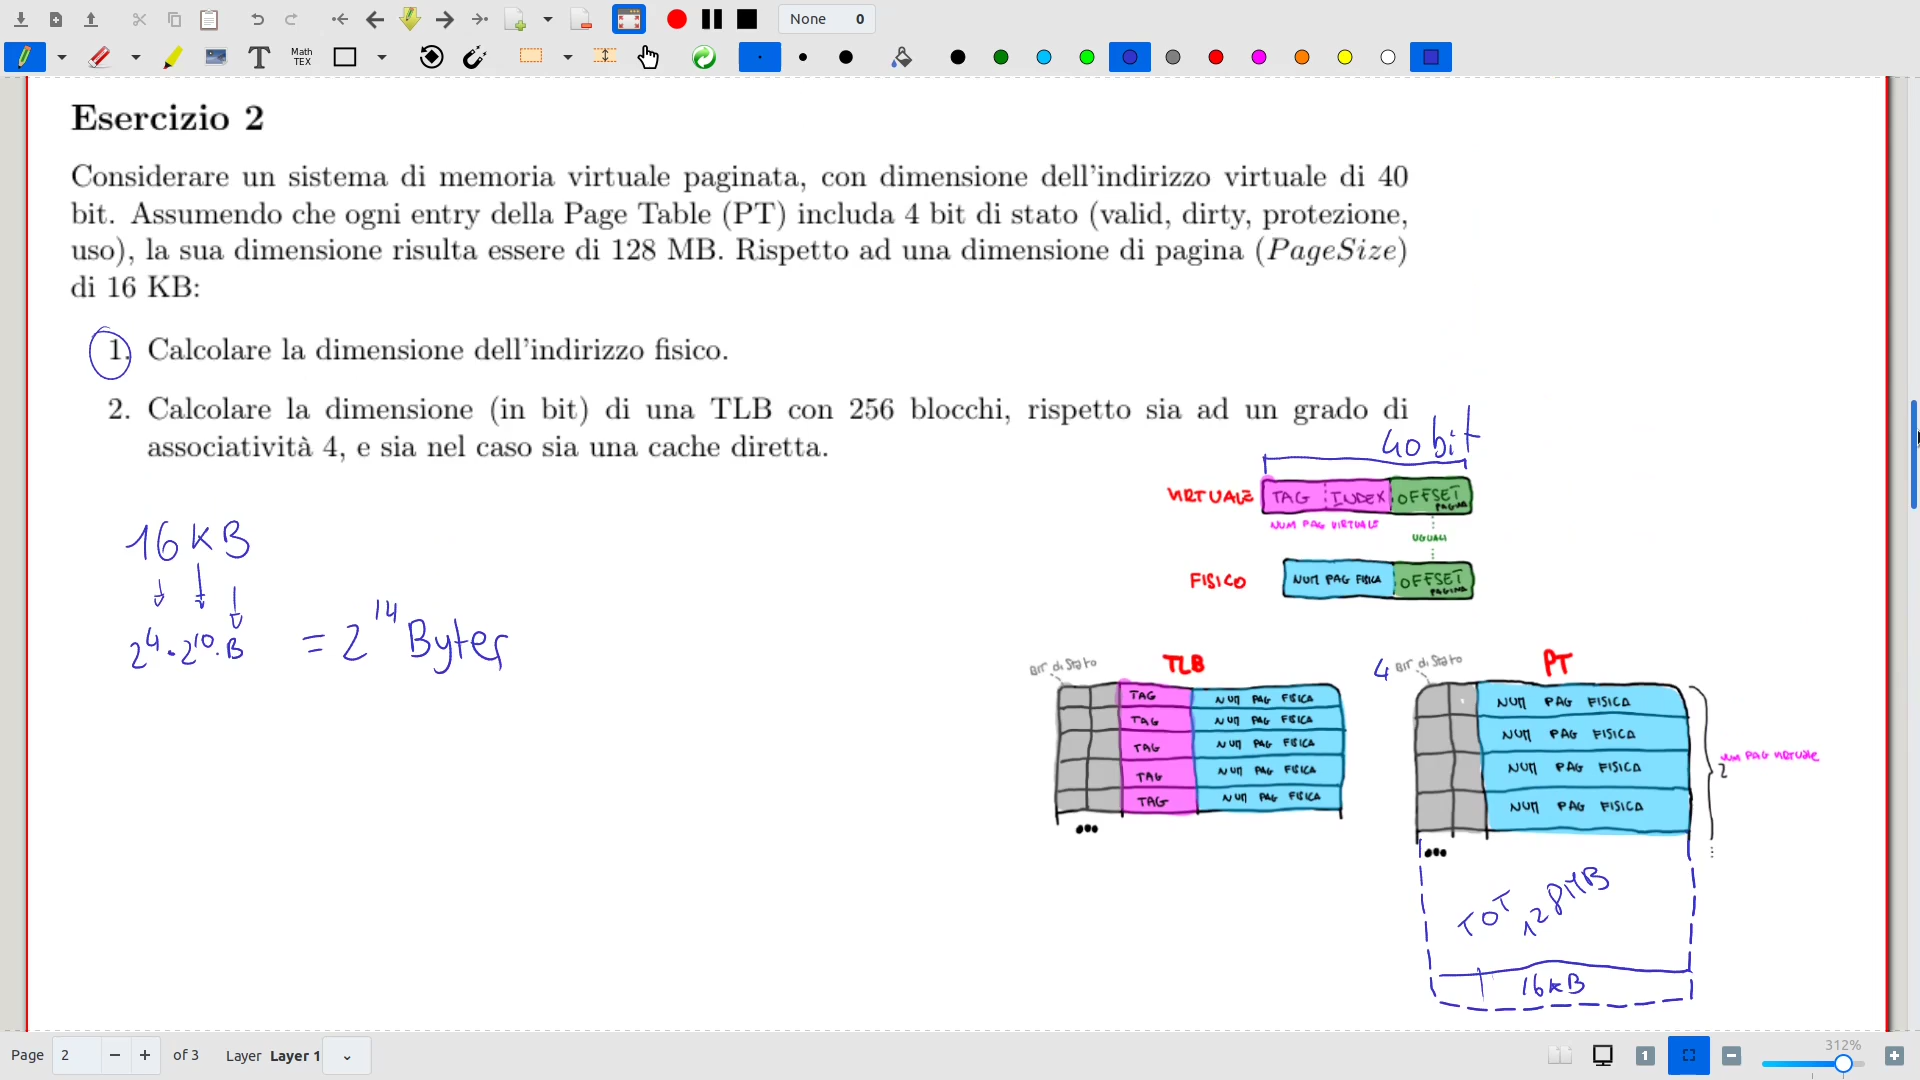 None 0
Math
TEX
Esercizio 2
Considerare un sistema di memoria virtuale paginata, con dimensione dell'indirizzo virtuale di 40
bit. Assumendo che ogni entry della Page Table (PT) includa 4 bit di stato (valid, dirty, protezione,
uso), la sua dimensione risulta essere di 128 MB. Rispetto ad una dimensione di pagina (PageSize)
di 16 KB:
1. Calcolare la dimensione dell'indirizzo fisico.
2. Calcolare la dimensione (in bit) di una TLB con 256 blocchi, rispetto sia ad un grado di
associatività 4, e sia nel caso sia una cache diretta.
40 bit
VIRTUALE TAG INDEX OFFSET
PAGINA
NUM PAG VIRTUALE
UGUALI
FISICO NUM PAG FISICA OFFSET
PAGINA
16 KB
2^4 · 2^10 · B = 2^14 Bytes
BIT di Stato TLB
TAG NUM PAG FISICA
TAG NUM PAG FISICA
TAG NUM PAG FISICA
TAG NUM PAG FISICA
TAG NUM PAG FISICA
•••
4 BIT di Stato PT
NUM PAG FISICA
NUM PAG FISICA
NUM PAG FISICA
NUM PAG FISICA
•••
2^NUM PAG VIRTUALE
TOT 128MB
16KB
Page 2 − + of 3 Layer Layer 1
1
312%